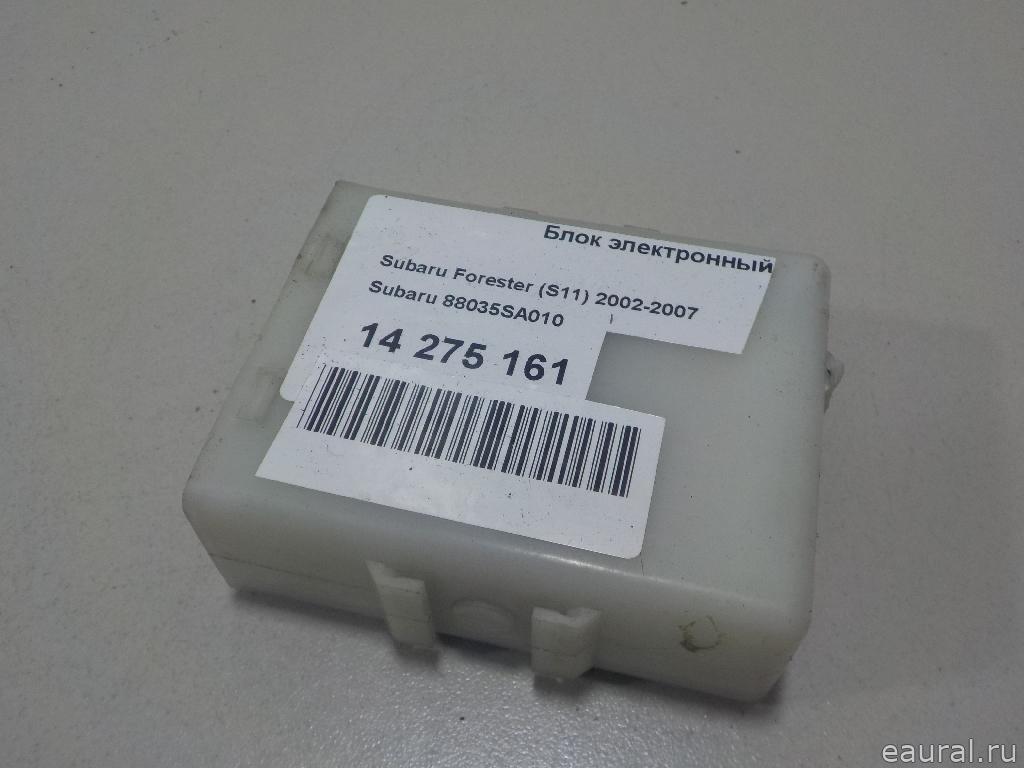 Блок электронный
Subaru Forester (S11) 2002-2007
Subaru 88035SA010
14 275 161
eaural.ru